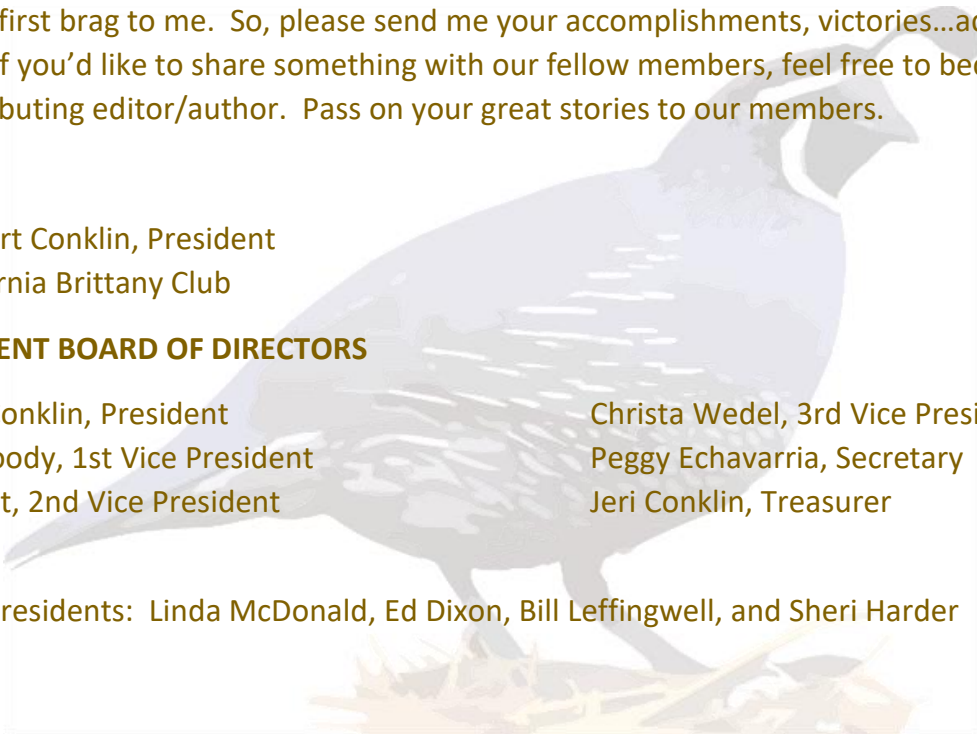 first brag to me.  So, please send me your accomplishments, victories…ac
f you’d like to share something with our fellow members, feel free to bec
buting editor/author.  Pass on your great stories to our members.
rt Conklin, President
rnia Brittany Club
ENT BOARD OF DIRECTORS
onklin, President
oody, 1st Vice President
t, 2nd Vice President
Christa Wedel, 3rd Vice Presi
Peggy Echavarria, Secretary
Jeri Conklin, Treasurer
residents:  Linda McDonald, Ed Dixon, Bill Leffingwell, and Sheri Harder